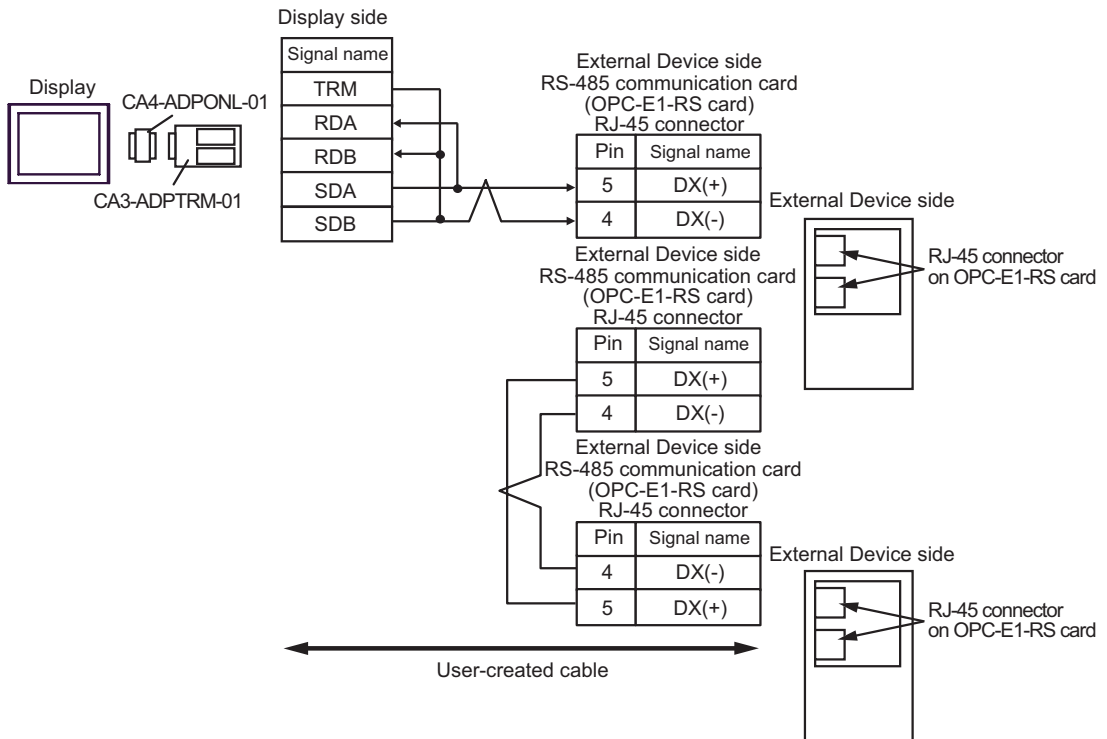 Display side
Signal name
TRM
RDA
RDB
SDA
SDB
Display
CA4-ADPONL-01
CA3-ADPTRM-01
External Device side
RS-485 communication card
(OPC-E1-RS card)
RJ-45 connector
Pin Signal name
5 DX(+)
4 DX(-)
External Device side
RJ-45 connector
on OPC-E1-RS card
External Device side
RS-485 communication card
(OPC-E1-RS card)
RJ-45 connector
Pin Signal name
5 DX(+)
4 DX(-)
External Device side
RS-485 communication card
(OPC-E1-RS card)
RJ-45 connector
Pin Signal name
4 DX(-)
5 DX(+)
External Device side
RJ-45 connector
on OPC-E1-RS card
User-created cable